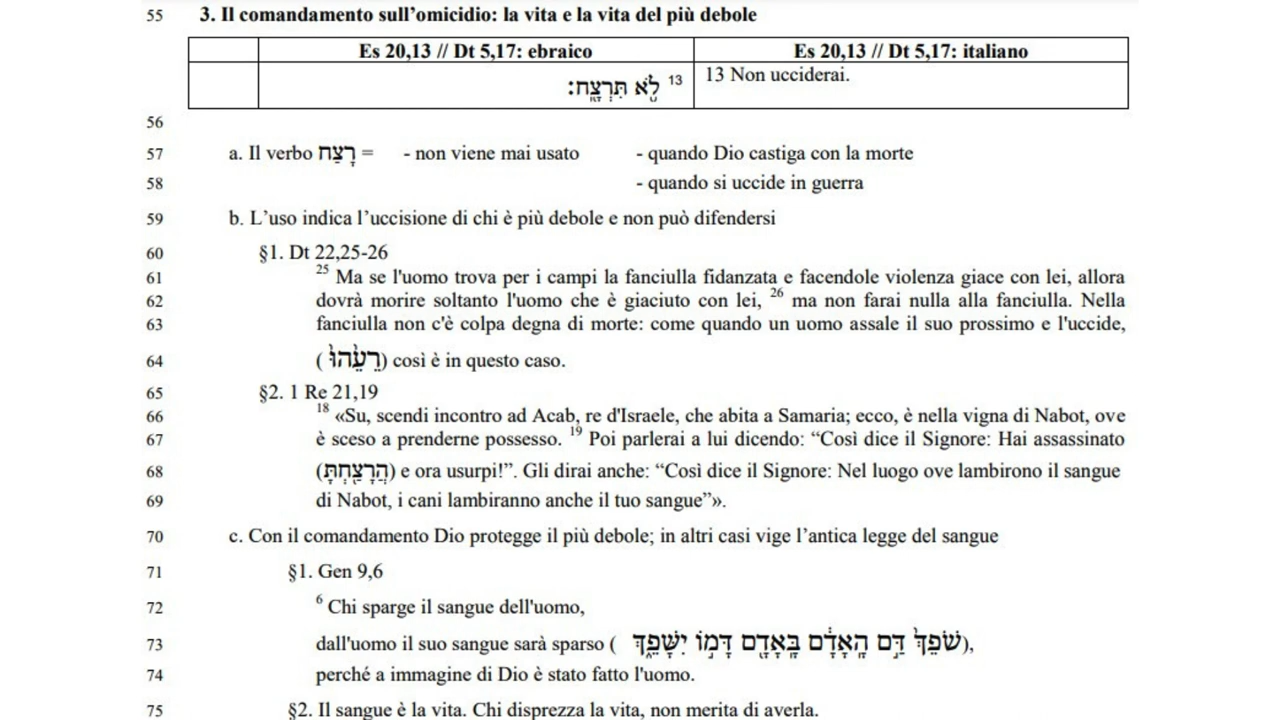 55 3. Il comandamento sull’omicidio: la vita e la vita del più debole
Es 20,13 // Dt 5,17: ebraico Es 20,13 // Dt 5,17: italiano
13 לֹ֖א תִּרְצָֽח׃ 13 Non ucciderai.
56
57 a. Il verbo רָצַח = - non viene mai usato - quando Dio castiga con la morte
58 - quando si uccide in guerra
59 b. L’uso indica l’uccisione di chi è più debole e non può difendersi
60 §1. Dt 22,25-26
61 25 Ma se l'uomo trova per i campi la fanciulla fidanzata e facendole violenza giace con lei, allora
62 dovrà morire soltanto l'uomo che è giaciuto con lei, 26 ma non farai nulla alla fanciulla. Nella
63 fanciulla non c'è colpa degna di morte: come quando un uomo assale il suo prossimo e l'uccide,
64 ( רֵעֵ֙הוּ֙) così è in questo caso.
65 §2. 1 Re 21,19
66 18 «Su, scendi incontro ad Acab, re d'Israele, che abita a Samaria; ecco, è nella vigna di Nabot, ove
67 è sceso a prenderne possesso. 19 Poi parlerai a lui dicendo: “Così dice il Signore: Hai assassinato
68 (הֲרָצַ֖חְתָּ) e ora usurpi!”. Gli dirai anche: “Così dice il Signore: Nel luogo ove lambirono il sangue
69 di Nabot, i cani lambiranno anche il tuo sangue”».
70 c. Con il comandamento Dio protegge il più debole; in altri casi vige l’antica legge del sangue
71 §1. Gen 9,6
72 6 Chi sparge il sangue dell'uomo,
73 dall'uomo il suo sangue sarà sparso ( שֹׁפֵךְ֙ דַּ֣ם הָֽאָדָ֔ם בָּֽאָדָ֖ם דָּמ֣וֹ יִשָּׁפֵ֑ךְ),
74 perché a immagine di Dio è stato fatto l'uomo.
75 §2. Il sangue è la vita. Chi disprezza la vita, non merita di averla.